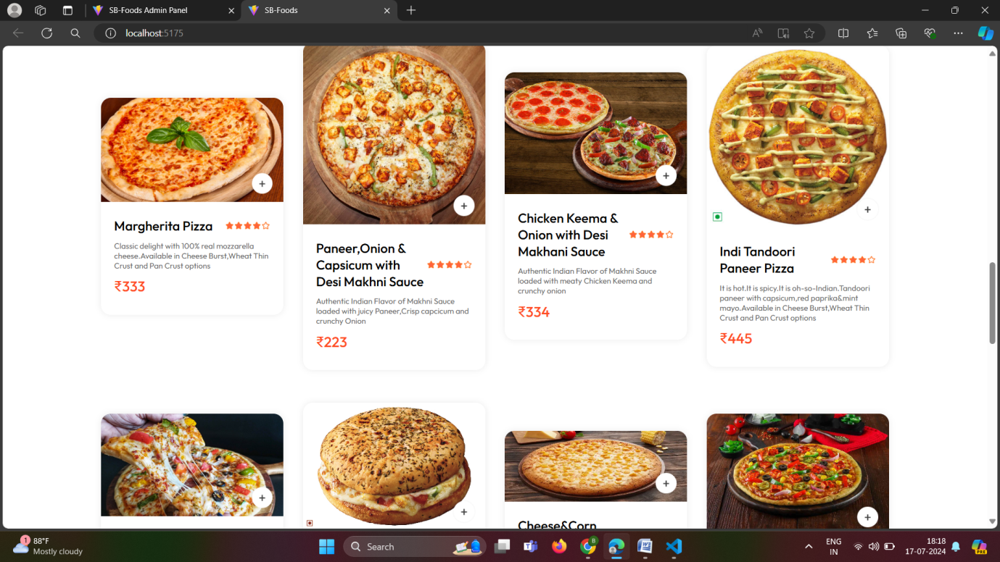 SB-Foods Admin Panel
SB-Foods
localhost:5175
Margherita Pizza
Classic delight with 100% real mozzarella
cheese.Available in Cheese Burst,Wheat Thin
Crust and Pan Crust options
₹333
Paneer,Onion &
Capsicum with
Desi Makhni Sauce
Authentic Indian Flavor of Makhni Sauce
loaded with juicy Paneer,Crisp capcicum and
crunchy Onion
₹223
Chicken Keema &
Onion with Desi
Makhani Sauce
Authentic Indian Flavor of Makhni Sauce
loaded with meaty Chicken Keema and
crunchy onion
₹334
Indi Tandoori
Paneer Pizza
It is hot.It is spicy.It is oh-so-Indian.Tandoori
paneer with capsicum,red paprika&mint
mayo.Available in Cheese Burst,Wheat Thin
Crust and Pan Crust options
₹445
Cheese&Corn
1
88°F
Mostly cloudy
Search
B
ENG
IN
18:18
17-07-2024
PRE